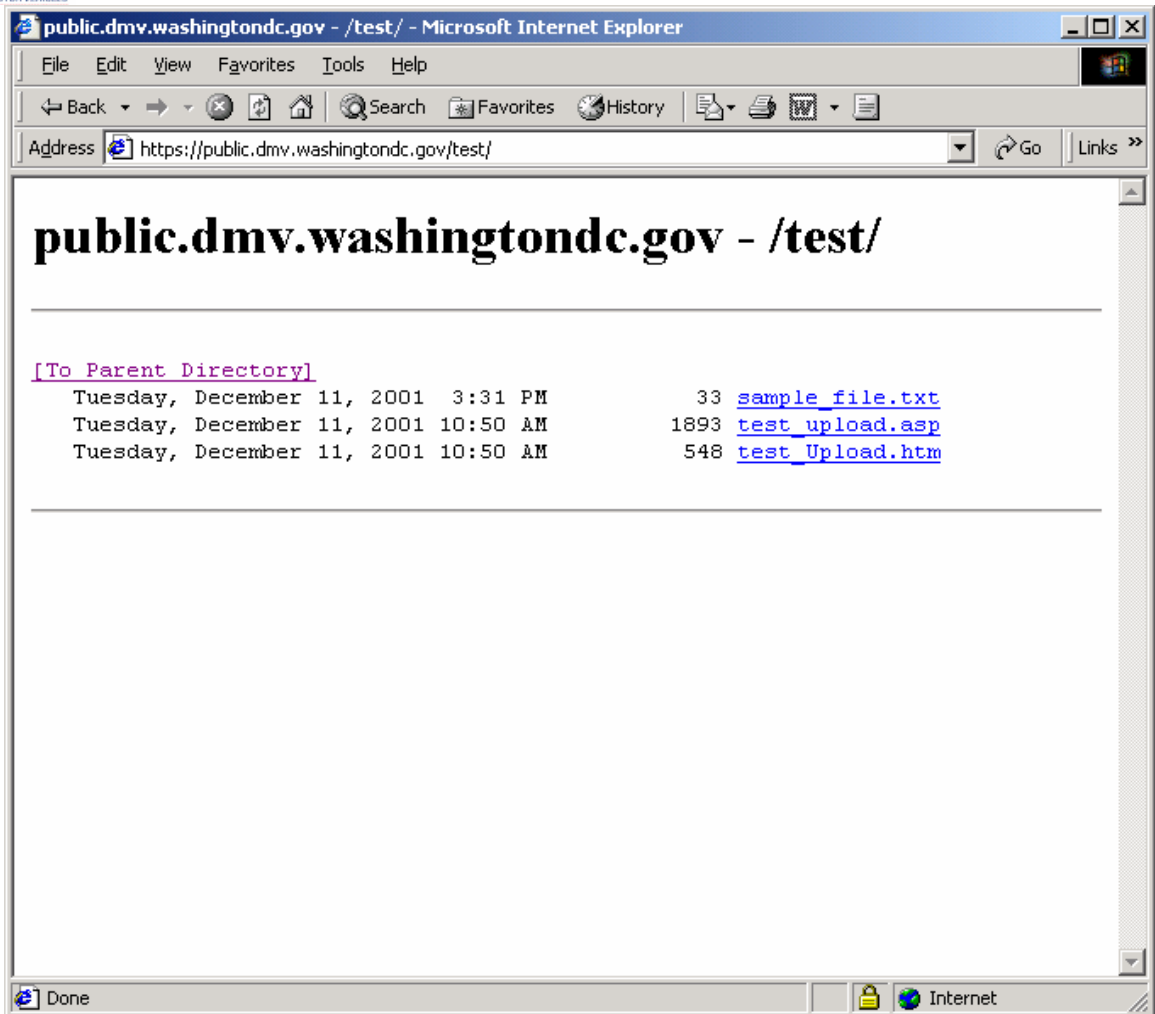 public.dmv.washingtondc.gov - /test/ - Microsoft Internet Explorer
File Edit View Favorites Tools Help
Back Search Favorites History
Address https://public.dmv.washingtondc.gov/test/ Go Links »
public.dmv.washingtondc.gov - /test/
[To Parent Directory]
Tuesday, December 11, 2001 3:31 PM 33 sample_file.txt
Tuesday, December 11, 2001 10:50 AM 1893 test_upload.asp
Tuesday, December 11, 2001 10:50 AM 548 test_Upload.htm
Done Internet